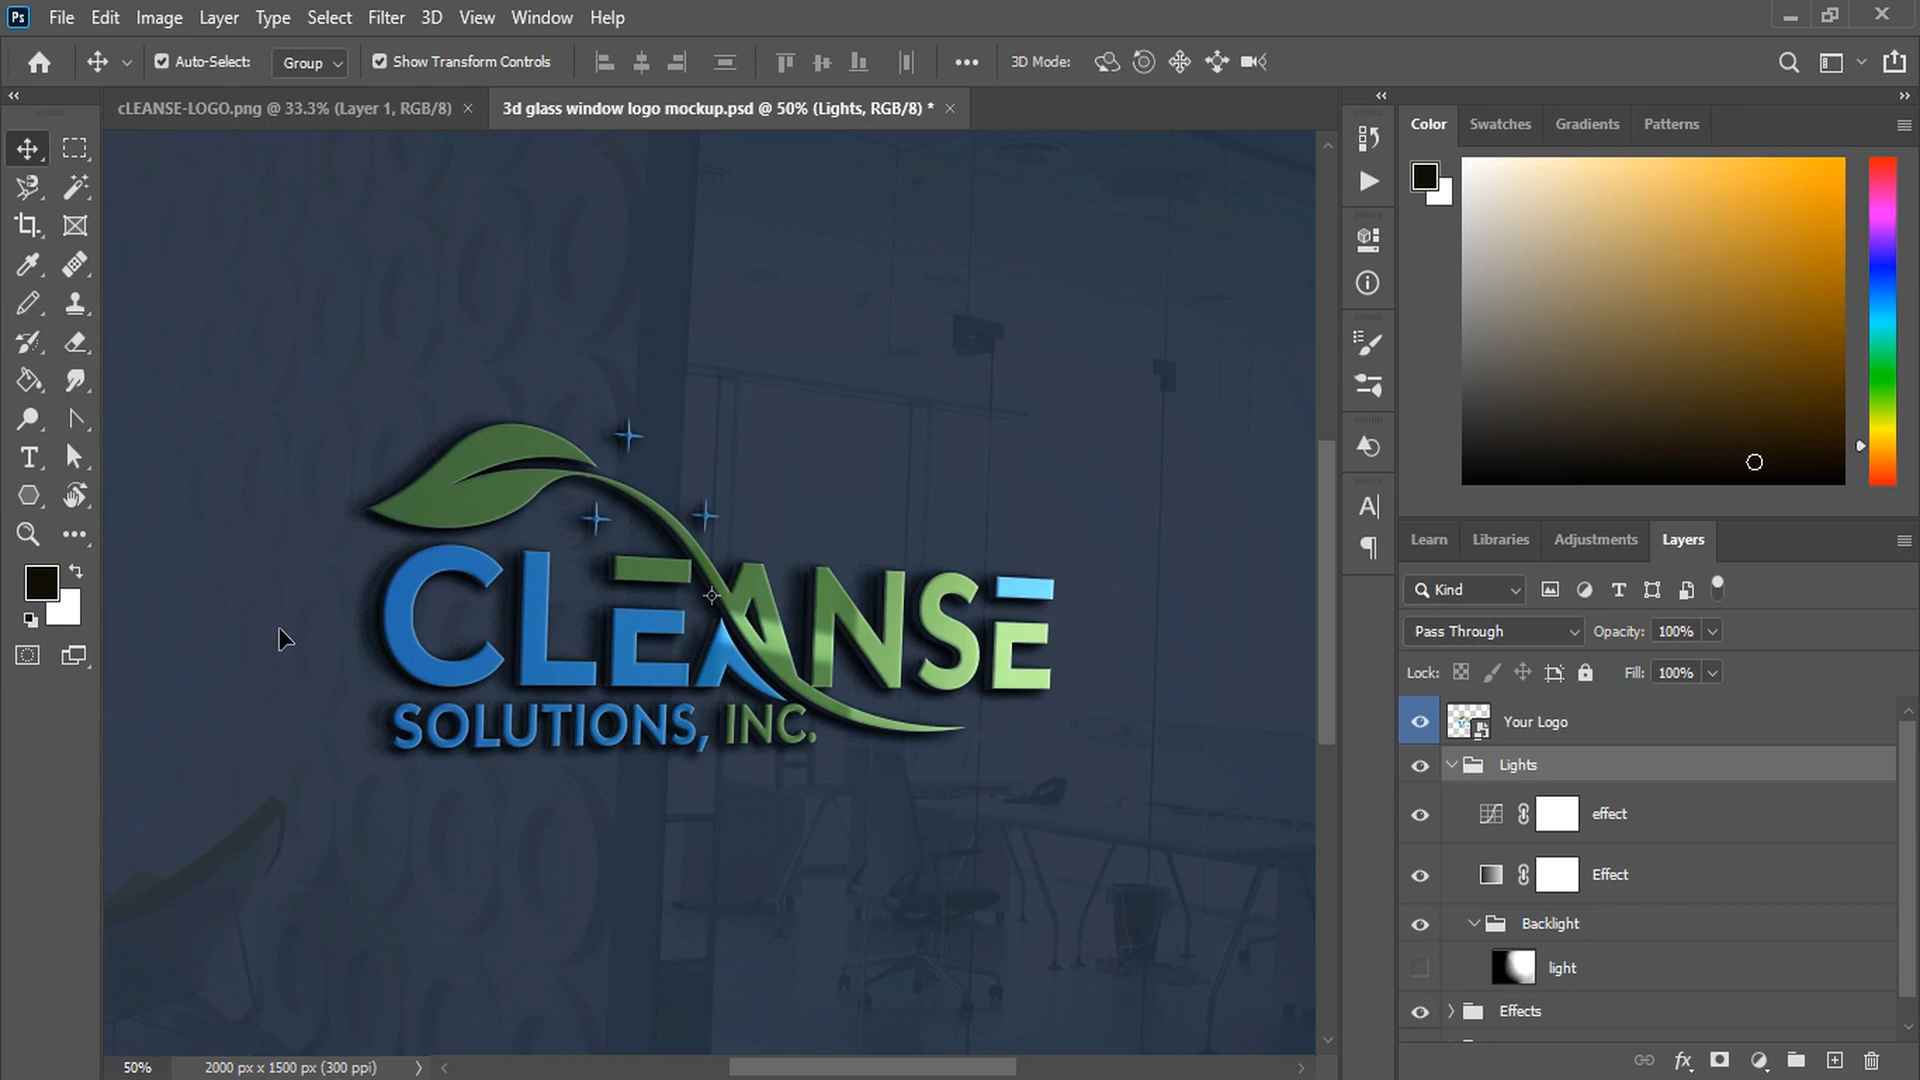 Ps File Edit Image Layer Type Select Filter 3D View Window Help
Auto-Select: Group Show Transform Controls 3D Mode:
cLEANSE-LOGO.png @ 33.3% (Layer 1, RGB/8) × 3d glass window logo mockup.psd @ 50% (Lights, RGB/8) * ×
Color Swatches Gradients Patterns
CLEANSE
SOLUTIONS, INC.
Learn Libraries Adjustments Layers
Kind
Pass Through Opacity: 100%
Lock: Fill: 100%
Your Logo
Lights
effect
Effect
Backlight
light
Effects
50% 2000 px x 1500 px (300 ppi)